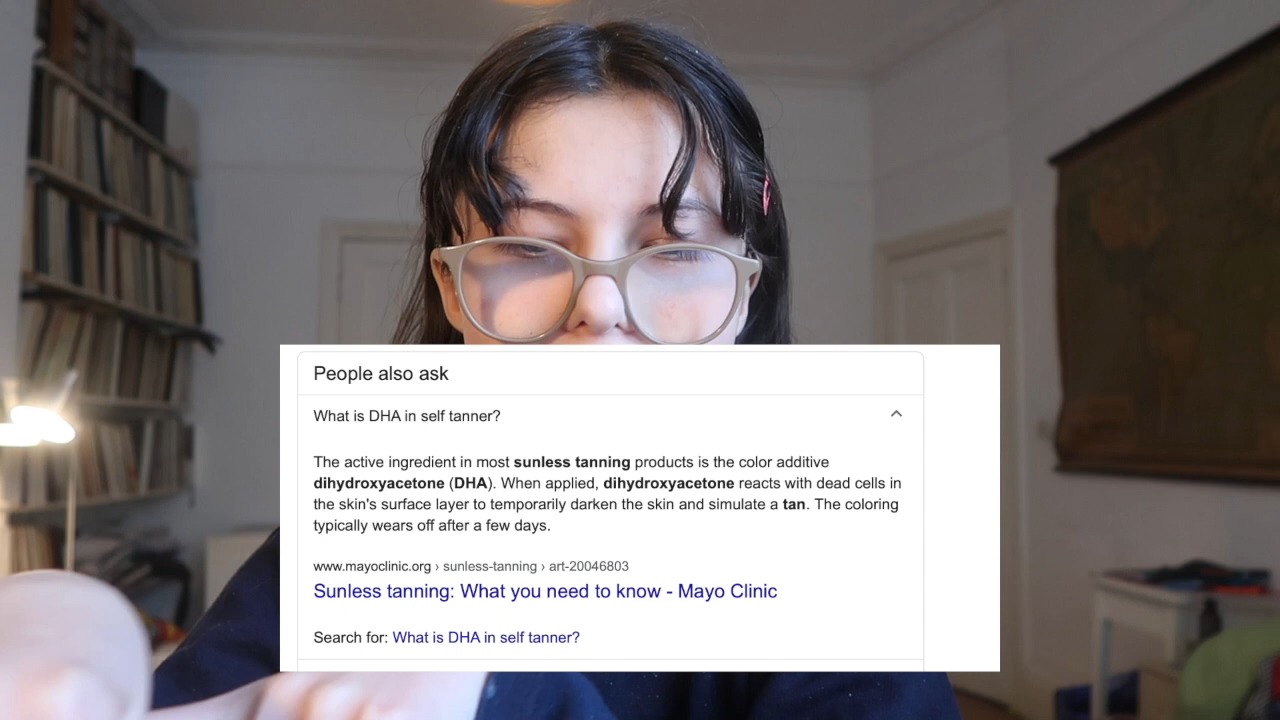 People also ask
What is DHA in self tanner?
The active ingredient in most sunless tanning products is the color additive
dihydroxyacetone (DHA). When applied, dihydroxyacetone reacts with dead cells in
the skin's surface layer to temporarily darken the skin and simulate a tan. The coloring
typically wears off after a few days.
www.mayoclinic.org › sunless-tanning › art-20046803
Sunless tanning: What you need to know - Mayo Clinic
Search for: What is DHA in self tanner?